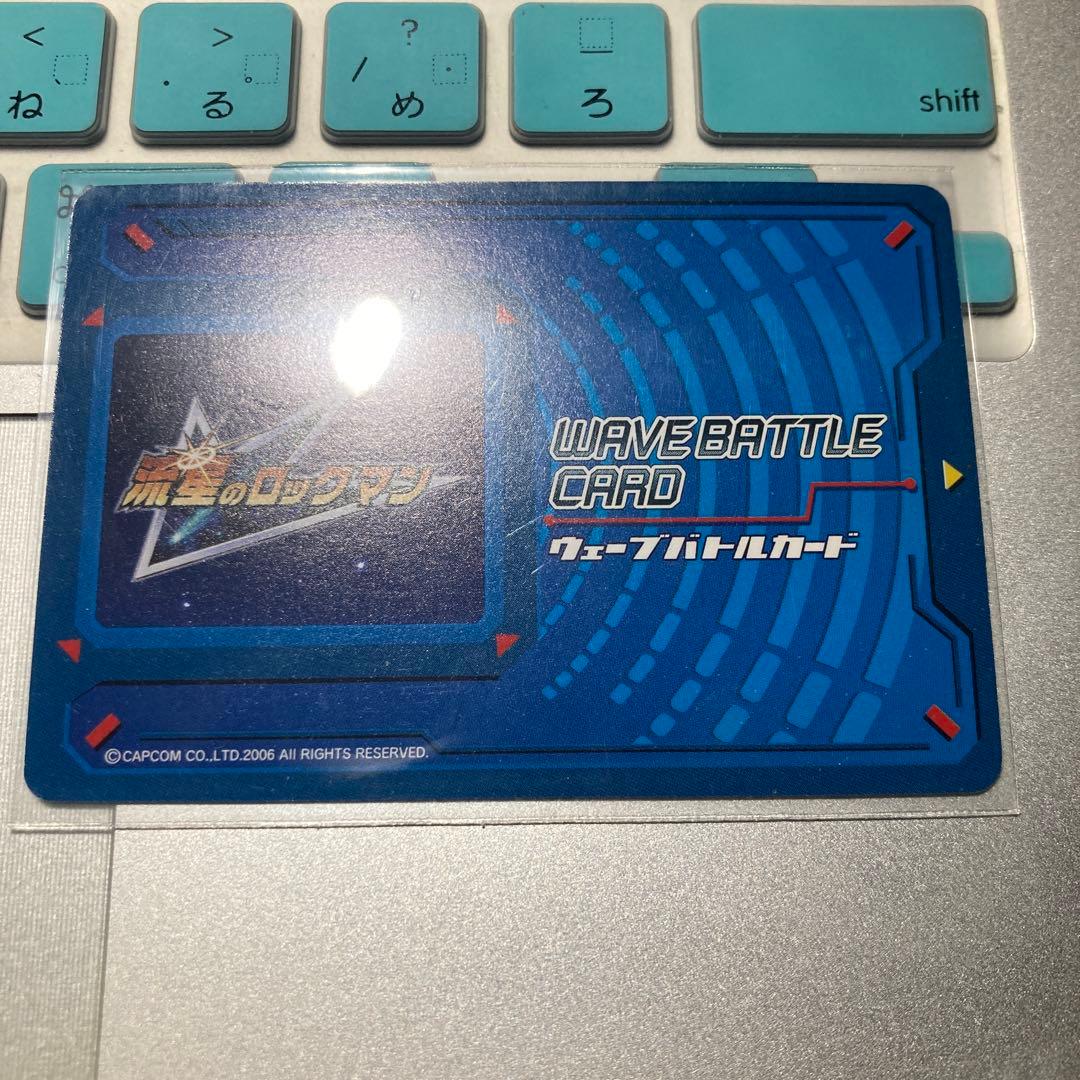 < > ?
. 。 / ・
ね る め ろ shift
⌘
流星のロックマン
WAVE BATTLE
CARD
ウェーブバトルカード
©CAPCOM CO.,LTD.2006 All RIGHTS RESERVED.